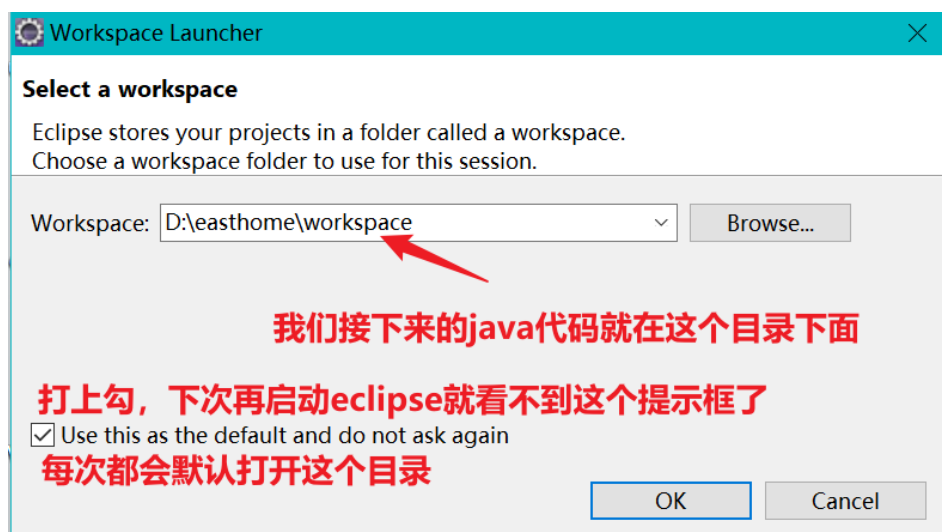 Workspace Launcher
Select a workspace
Eclipse stores your projects in a folder called a workspace.
Choose a workspace folder to use for this session.
Workspace: D:\easthome\workspace Browse...
我们接下来的java代码就在这个目录下面
打上勾，下次再启动eclipse就看不到这个提示框了
Use this as the default and do not ask again
每次都会默认打开这个目录
OK Cancel